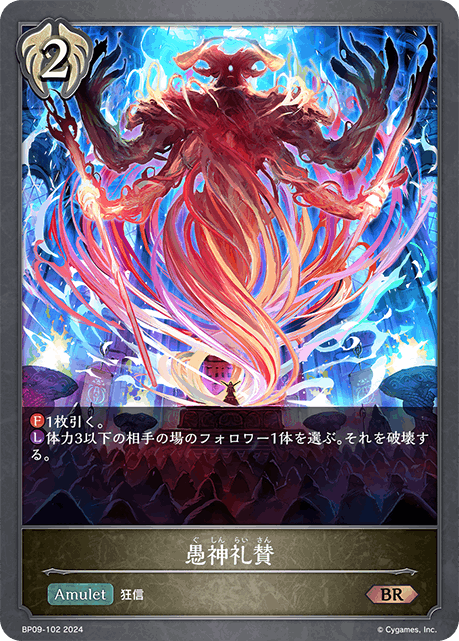 2
F 1枚引く。
L 体力3以下の相手の場のフォロワー1体を選ぶ。それを破壊す
る。
ぐ しん らい さん
愚神礼賛
Amulet 狂信 BR
BP09-102 2024 © Cygames, Inc.